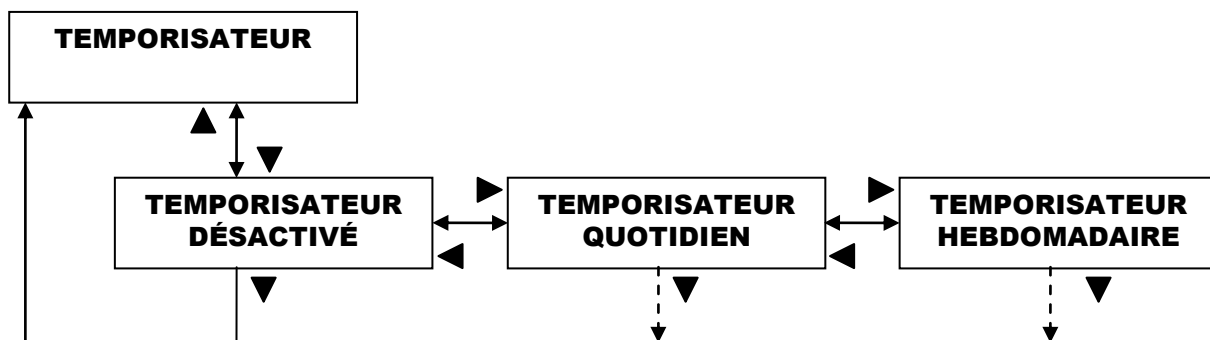 TEMPORISATEUR
TEMPORISATEUR
DÉSACTIVÉ
TEMPORISATEUR
QUOTIDIEN
TEMPORISATEUR
HEBDOMADAIRE